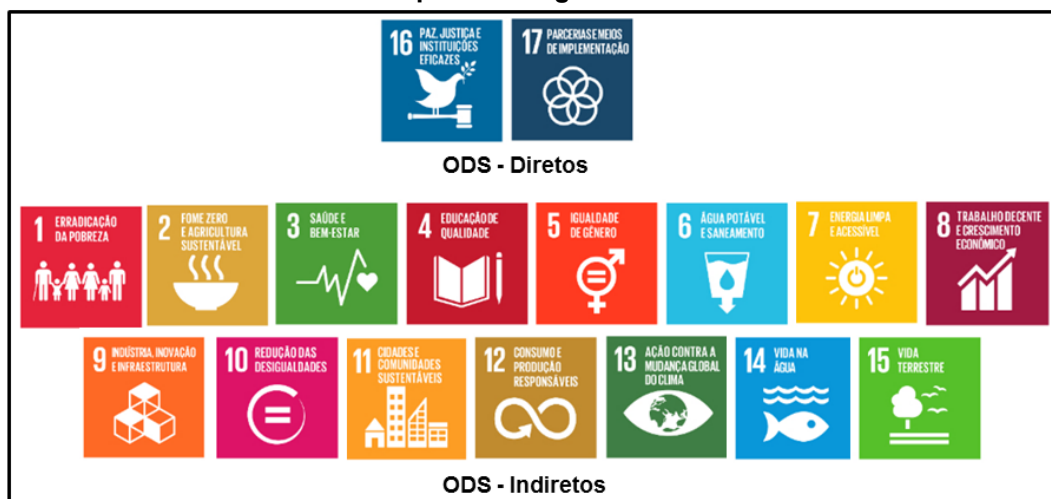 16 PAZ, JUSTIÇA E
INSTITUIÇÕES
EFICAZES
17 PARCERIAS E MEIOS
DE IMPLEMENTAÇÃO
ODS - Diretos
1 ERRADICAÇÃO
DA POBREZA
2 FOME ZERO
E AGRICULTURA
SUSTENTÁVEL
3 SAÚDE E
BEM-ESTAR
4 EDUCAÇÃO DE
QUALIDADE
5 IGUALDADE
DE GÊNERO
6 ÁGUA POTÁVEL
E SANEAMENTO
7 ENERGIA LIMPA
E ACESSÍVEL
8 TRABALHO DECENTE
E CRESCIMENTO
ECONÔMICO
9 INDÚSTRIA, INOVAÇÃO
E INFRAESTRUTURA
10 REDUÇÃO DAS
DESIGUALDADES
11 CIDADES E
COMUNIDADES
SUSTENTÁVEIS
12 CONSUMO E
PRODUÇÃO
RESPONSÁVEIS
13 AÇÃO CONTRA A
MUDANÇA GLOBAL
DO CLIMA
14 VIDA NA
ÁGUA
15 VIDA
TERRESTRE
ODS - Indiretos